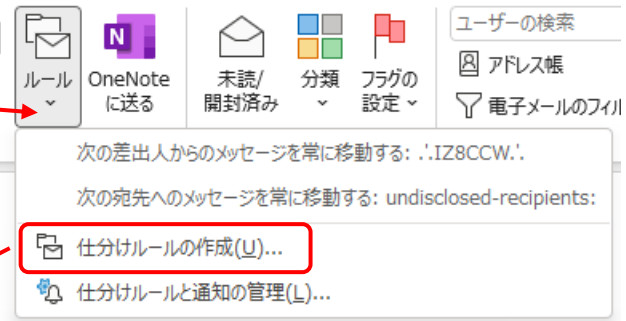 ユーザーの検索
アドレス帳
電子メールのフィル
N
ルール
OneNote
に送る
未読/
開封済み
分類
フラグの
設定
次の差出人からのメッセージを常に移動する: .'.IZ8CCW.'.
次の宛先へのメッセージを常に移動する: undisclosed-recipients:
仕分けルールの作成(U)...
仕分けルールと通知の管理(L)...